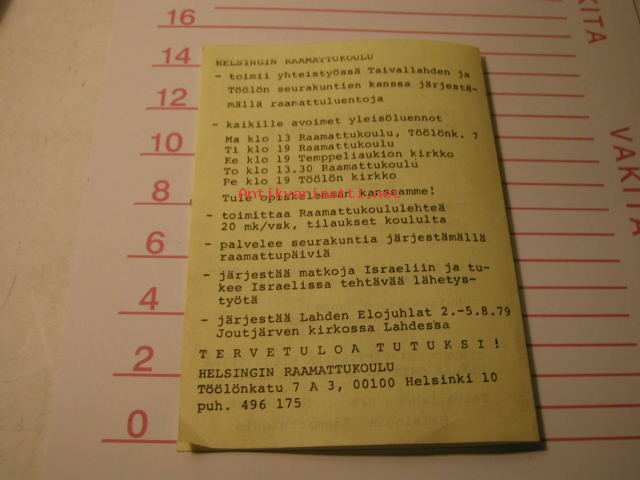 16
14
12
10
8
6
4
2
0
KITA
VAKITA
HELSINGIN RAAMATTUKOULU
- toimii yhteistyössä Taivallahden ja
Töölön seurakuntien kanssa järjestä-
mällä raamattuluentoja
- kaikille avoimet yleisöluennot
Ma klo 13 Raamattukoulu, Töölönk. 7
Ti klo 19 Raamattukoulu
Ke klo 19 Temppeliaukion kirkko
To klo 13.30 Raamattukoulu
Pe klo 19 Töölön kirkko
Antikvariaatti.net
Tule opiskelemaan kanssamme!
- toimittaa Raamattukoululehteä
20 mk/vsk, tilaukset koululta
- palvelee seurakuntia järjestämällä
raamattupäiviä
- järjestää matkoja Israeliin ja tu-
kee Israelissa tehtävää lähetys-
työtä
- järjestää Lahden Elojuhlat 2.-5.8.79
Joutjärven kirkossa Lahdessa
T E R V E T U L O A T U T U K S I !
HELSINGIN RAAMATTUKOULU
Töölönkatu 7 A 3, 00100 Helsinki 10
puh. 496 175